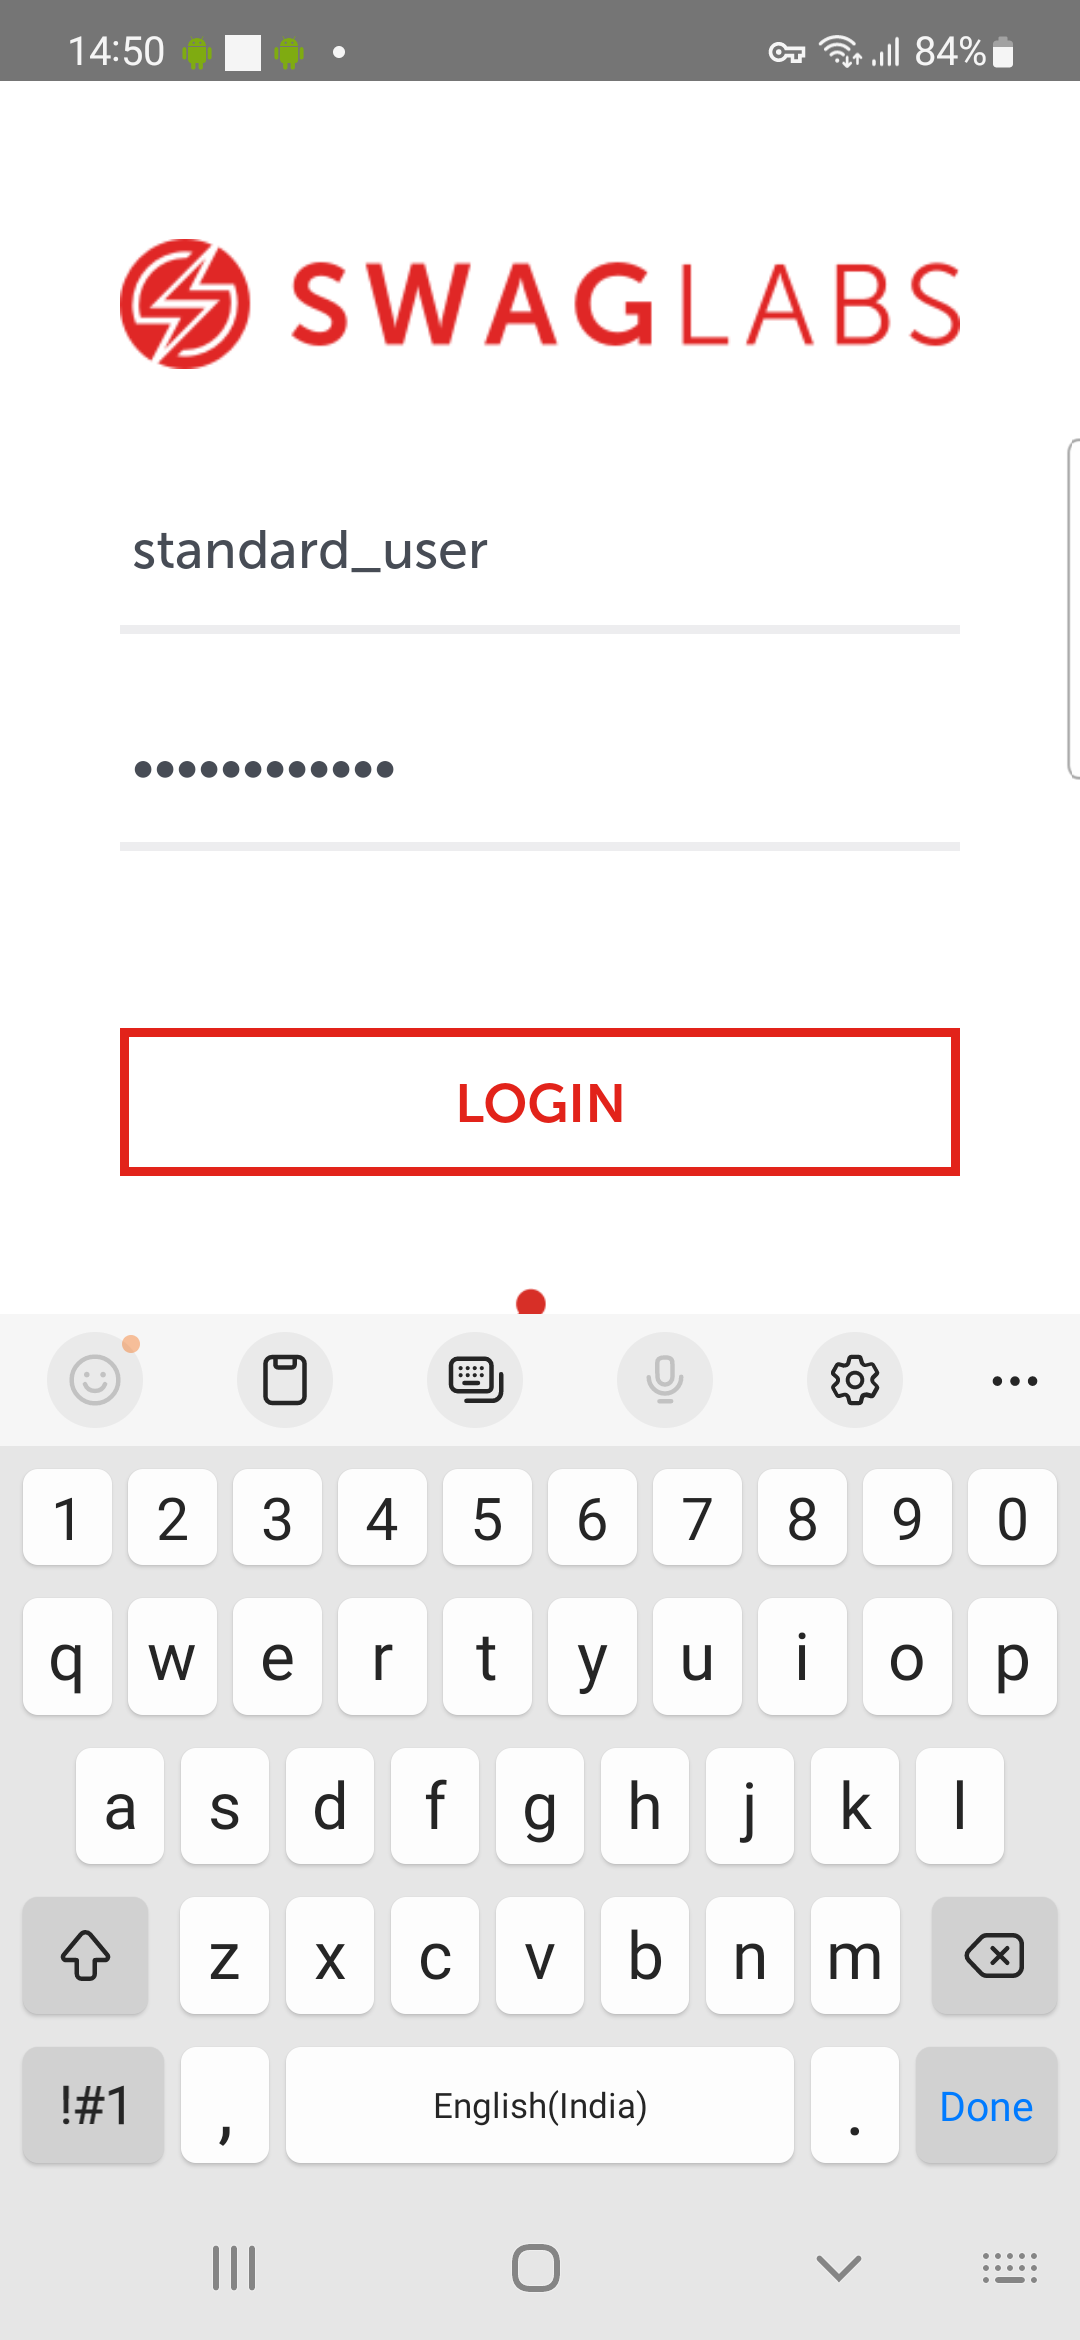 14:50 84%
SWAGLABS
standard_user
••••••••••••
LOGIN
1 2 3 4 5 6 7 8 9 0
q w e r t y u i o p
a s d f g h j k l
z x c v b n m
!#1 , English(India) . Done